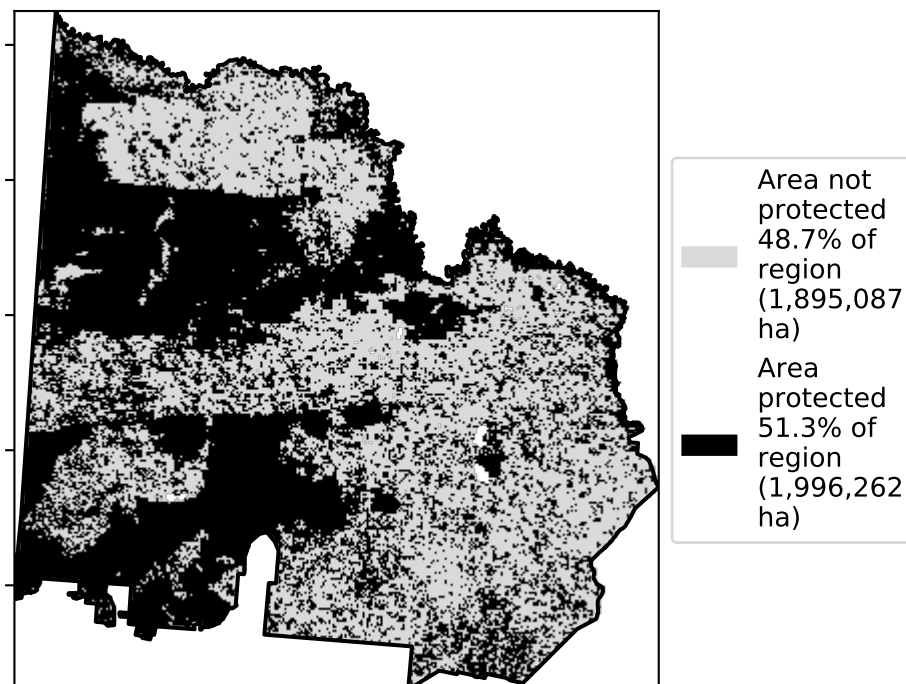 Area not
protected
48.7% of
region
(1,895,087
ha)
Area
protected
51.3% of
region
(1,996,262
ha)